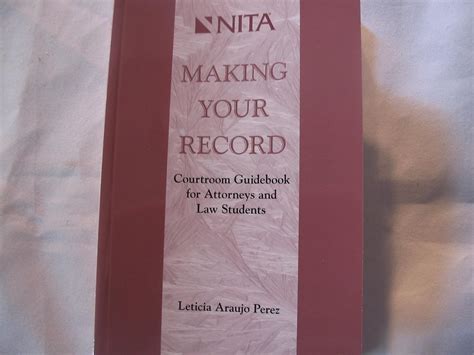 NITA®
MAKING
YOUR
RECORD
Courtroom Guidebook
for Attorneys and
Law Students
Leticia Araujo Perez